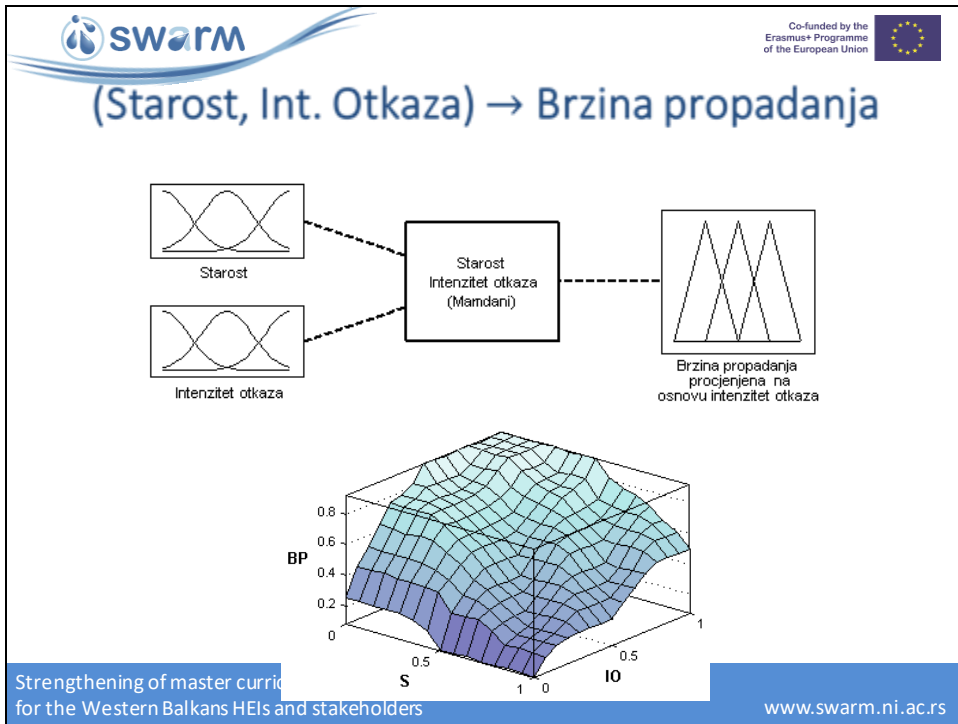 swarm
Co-funded by the
Erasmus+ Programme
of the European Union
(Starost, Int. Otkaza) → Brzina propadanja
Starost
Intenzitet otkaza
Starost
Intenzitet otkaza
(Mamdani)
Brzina propadanja
procjenjena na
osnovu intenzitet otkaza
BP
0.8
0.6
0.4
0.2
0
0.5
1
S
0
0.5
1
IO
Strengthening of master
for the Western Balkans HEIs and stakeholders
www.swarm.ni.ac.rs